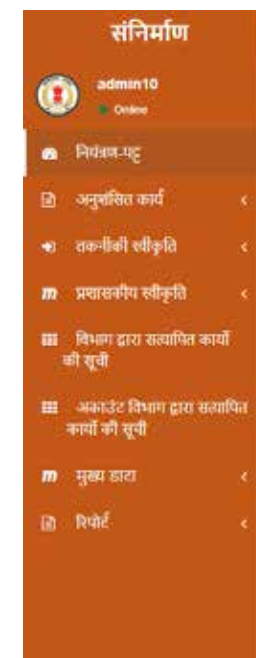 संनिर्माण
admin10
Online
नियंत्रण-पट्ट
अनुशंसित कार्य
तकनीकी स्वीकृति
प्रशासकीय स्वीकृति
विभाग द्वारा सत्यापित कार्यो
की सूची
अकाउंट विभाग द्वारा सत्यापित
कार्यो की सूची
मुख्य डाटा
रिपोर्ट